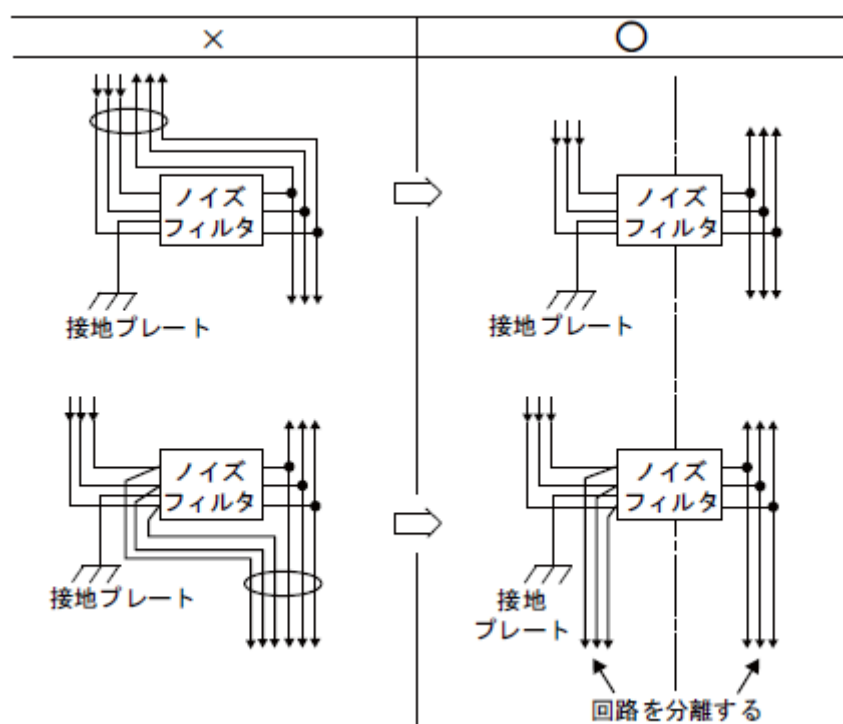 × ○
ノイズ
フィルタ
接地プレート
ノイズ
フィルタ
接地プレート
ノイズ
フィルタ
接地プレート
ノイズ
フィルタ
接地
プレート
回路を分離する